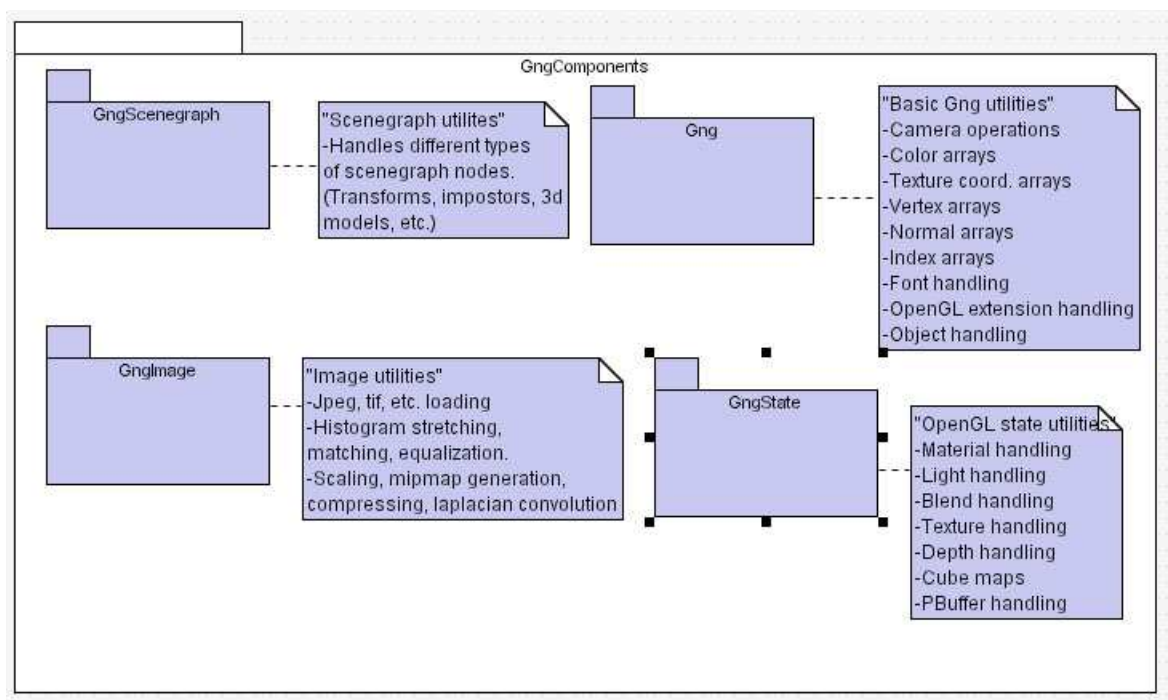 GngComponents
GngScenegraph
"Scenegraph utilites"
-Handles different types
of scenegraph nodes.
(Transforms, impostors, 3d
models, etc.)
Gng
"Basic Gng utilities"
-Camera operations
-Color arrays
-Texture coord. arrays
-Vertex arrays
-Normal arrays
-Index arrays
-Font handling
-OpenGL extension handling
-Object handling
GngImage
"Image utilities"
-Jpeg, tif, etc. loading
-Histogram stretching,
matching, equalization.
-Scaling, mipmap generation,
compressing, laplacian convolution
GngState
"OpenGL state utilities"
-Material handling
-Light handling
-Blend handling
-Texture handling
-Depth handling
-Cube maps
-PBuffer handling